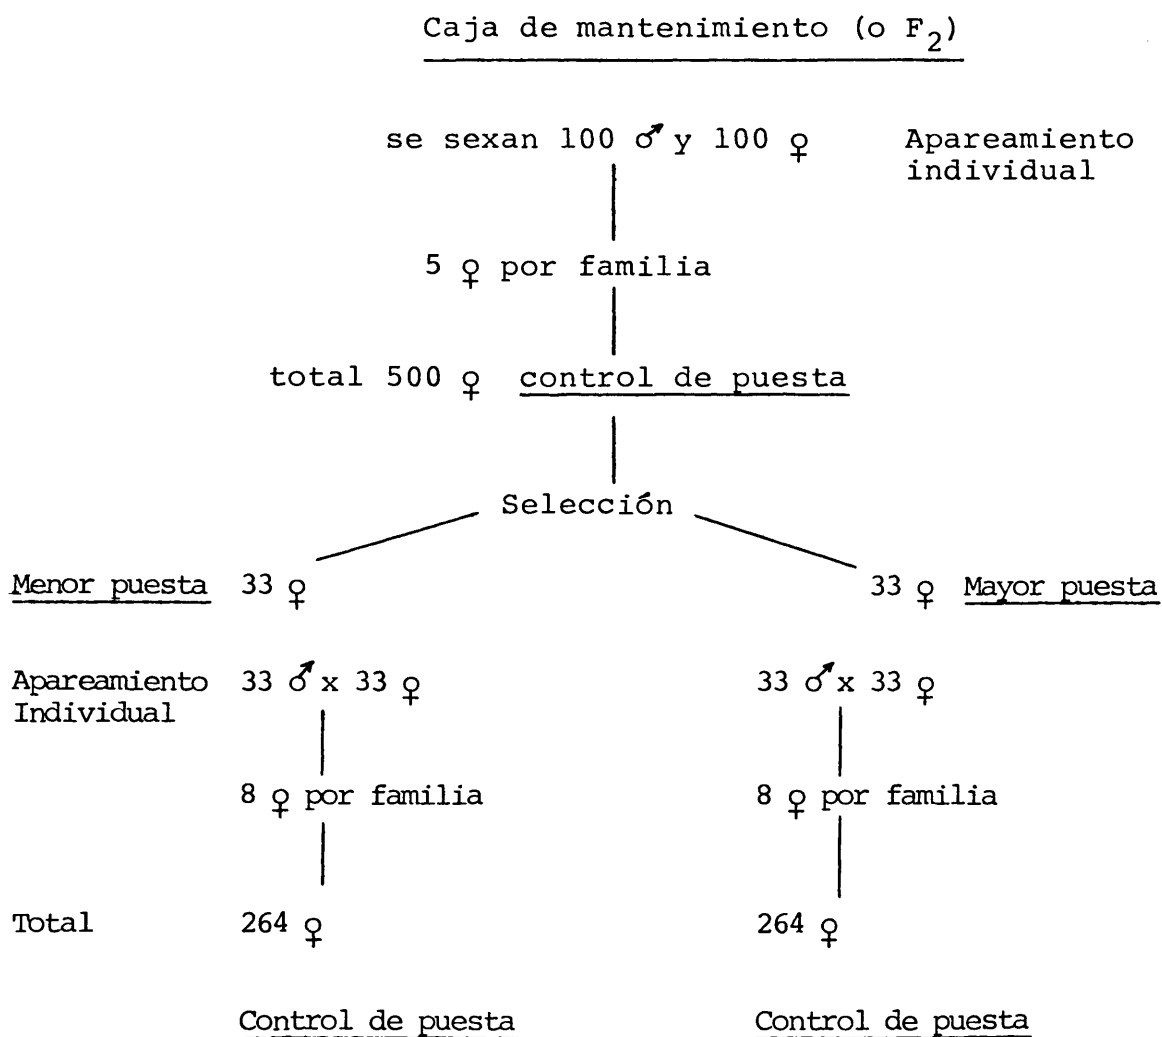 Caja de mantenimiento (o F2)
se sexan 100 ♂ y 100 ♀ Apareamiento
individual
5 ♀ por familia
total 500 ♀ control de puesta
Selección
Menor puesta 33 ♀ 33 ♀ Mayor puesta
Apareamiento 33 ♂ x 33 ♀ 33 ♂ x 33 ♀
Individual
8 ♀ por familia 8 ♀ por familia
Total 264 ♀ 264 ♀
Control de puesta Control de puesta